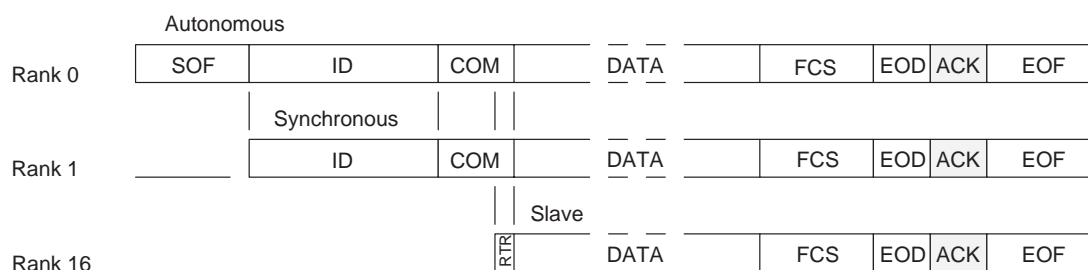 Autonomous
Rank 0 SOF ID COM DATA FCS EOD ACK EOF
Synchronous
Rank 1 ID COM DATA FCS EOD ACK EOF
Slave
Rank 16 RTR DATA FCS EOD ACK EOF